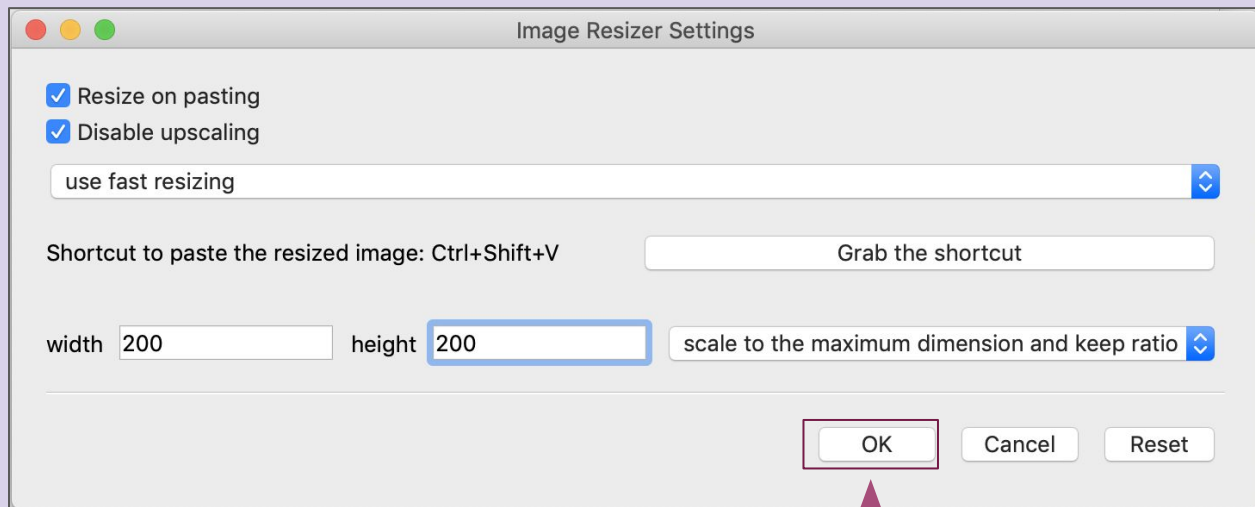 Image Resizer Settings
Resize on pasting
Disable upscaling
use fast resizing
Shortcut to paste the resized image: Ctrl+Shift+V Grab the shortcut
width 200 height 200 scale to the maximum dimension and keep ratio
OK Cancel Reset